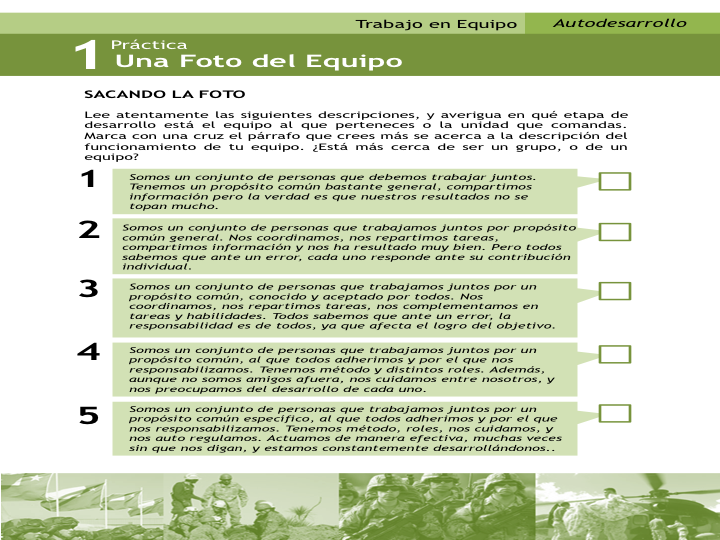 Trabajo en Equipo
Autodesarrollo
1
Práctica
Una Foto del Equipo
SACANDO LA FOTO
Lee atentamente las siguientes descripciones, y averigua en qué etapa de
desarrollo está el equipo al que perteneces o la unidad que comandas.
Marca con una cruz el párrafo que crees más se acerca a la descripción del
funcionamiento de tu equipo. ¿Está más cerca de ser un grupo, o de un
equipo?
1
Somos un conjunto de personas que debemos trabajar juntos.
Tenemos un propósito común bastante general, compartimos
información pero la verdad es que nuestros resultados no se
topan mucho.
2
Somos un conjunto de personas que trabajamos juntos por propósito
común general. Nos coordinamos, nos repartimos tareas,
compartimos información y nos ha resultado muy bien. Pero todos
sabemos que ante un error, cada uno responde ante su contribución
individual.
3
Somos un conjunto de personas que trabajamos juntos por un
propósito común, conocido y aceptado por todos. Nos
coordinamos, nos repartimos tareas, nos complementamos en
tareas y habilidades. Todos sabemos que ante un error, la
responsabilidad es de todos, ya que afecta el logro del objetivo.
4
Somos un conjunto de personas que trabajamos juntos por un
propósito común, al que todos adherimos y por el que nos
responsabilizamos. Tenemos método y distintos roles. Además,
aunque no somos amigos afuera, nos cuidamos entre nosotros, y
nos preocupamos del desarrollo de cada uno.
5
Somos un conjunto de personas que trabajamos juntos por un
propósito común especifico, al que todos adherimos y por el que
nos responsabilizamos. Tenemos método, roles, nos cuidamos, y
nos auto regulamos. Actuamos de manera efectiva, muchas veces
sin que nos digan, y estamos constantemente desarrollándonos..